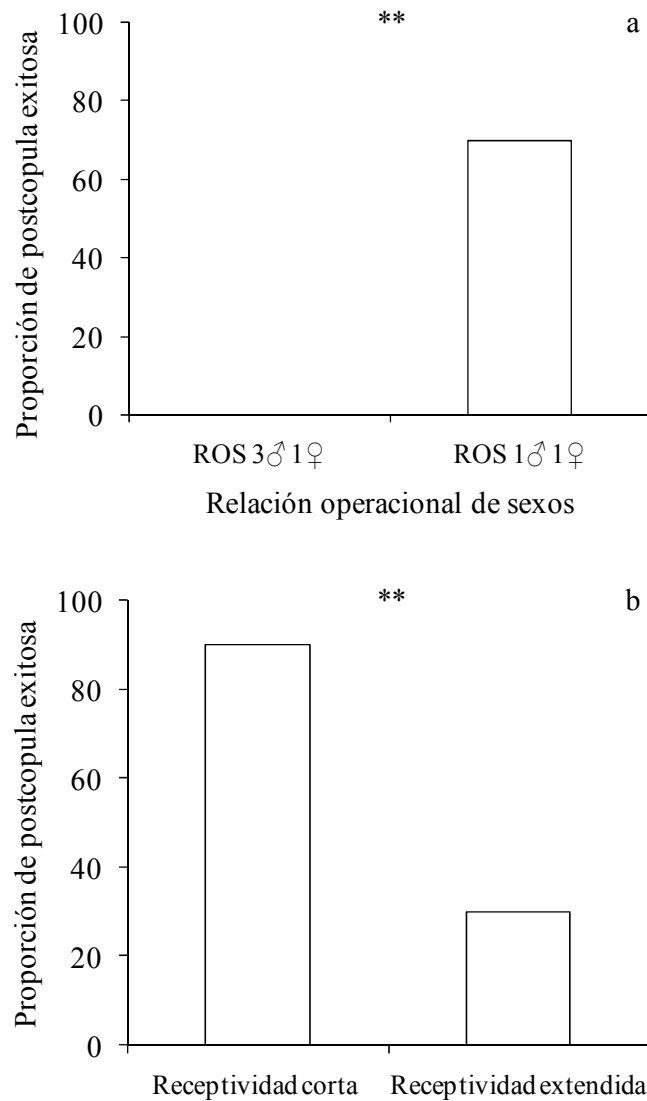 100 ** a
80
60
40
20
0
Proporción de postcopula exitosa
ROS 3♂ 1♀ ROS 1♂ 1♀
Relación operacional de sexos
100 ** b
80
60
40
20
0
Proporción de postcopula exitosa
Receptividad corta Receptividad extendida